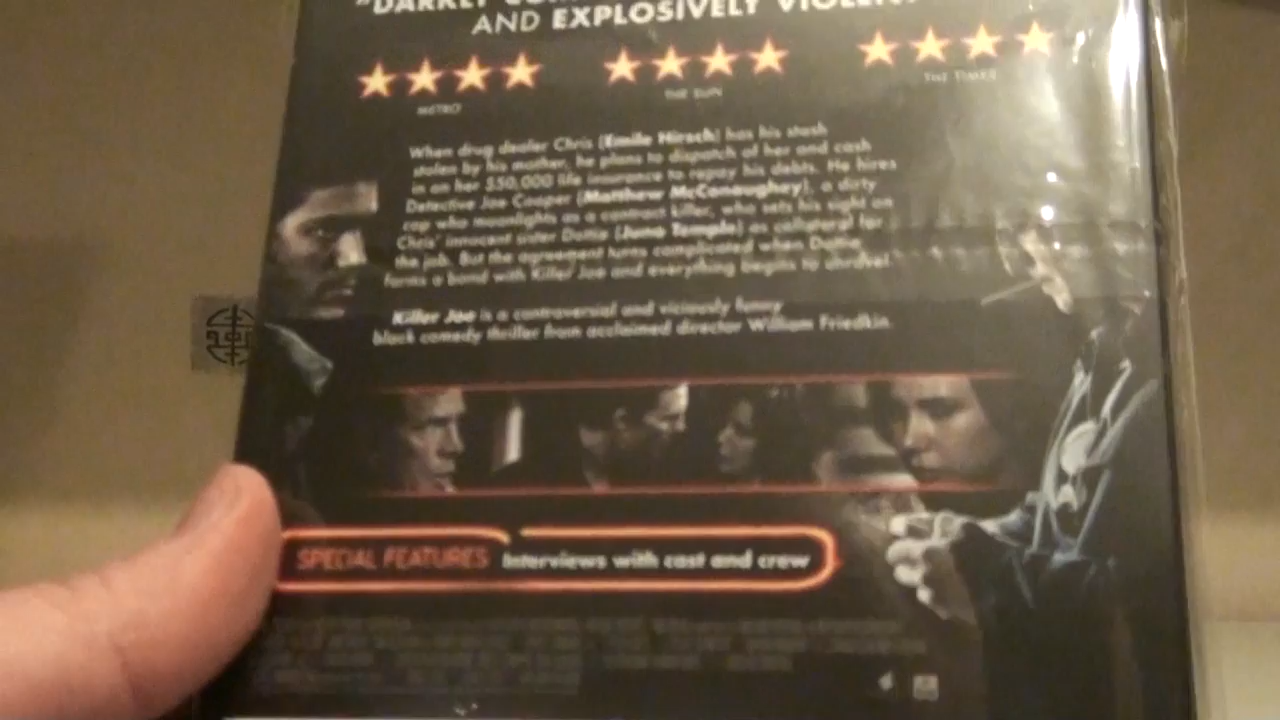 "DARKLY
AND EXPLOSIVELY VIOLENT
METRO
THE SUN
THE TIMES
When drug dealer Chris (Emile Hirsch) has his stash
stolen by his mother, he plans to dispatch of her and cash
in on her $50,000 life insurance to repay his debts. He hires
Detective Joe Cooper (Matthew McConaughey), a dirty
cop who moonlights as a contract killer, who sets his sight on
Chris' innocent sister Dottie (Juno Temple) as collateral for
the job. But the agreement turns complicated when Dottie
forms a bond with Killer Joe and everything begins to unravel.
Killer Joe is a controversial and viciously funny
black comedy thriller from acclaimed director William Friedkin.
SPECIAL FEATURES Interviews with cast and crew